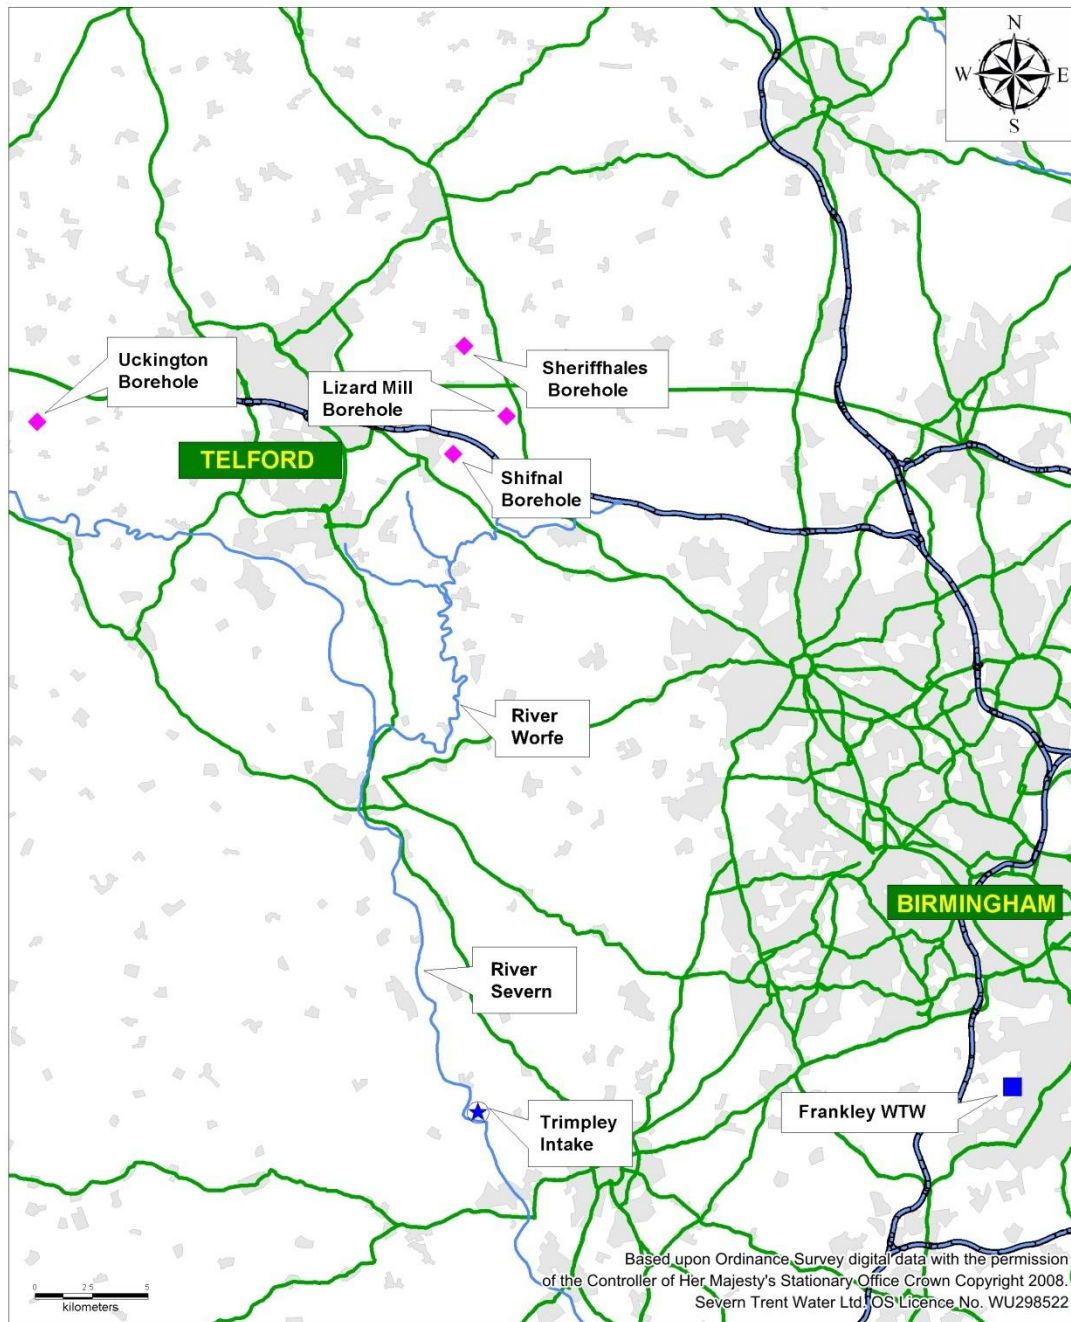 N
W E
S
Uckington
Borehole
Sheriffhales
Borehole
Lizard Mill
Borehole
TELFORD
Shifnal
Borehole
River
Worfe
BIRMINGHAM
River
Severn
Trimpley
Intake
Frankley WTW
0 2.5 5
kilometers
Based upon Ordinance Survey digital data with the permission
of the Controller of Her Majesty's Stationary Office Crown Copyright 2008.
Severn Trent Water Ltd. OS Licence No. WU298522